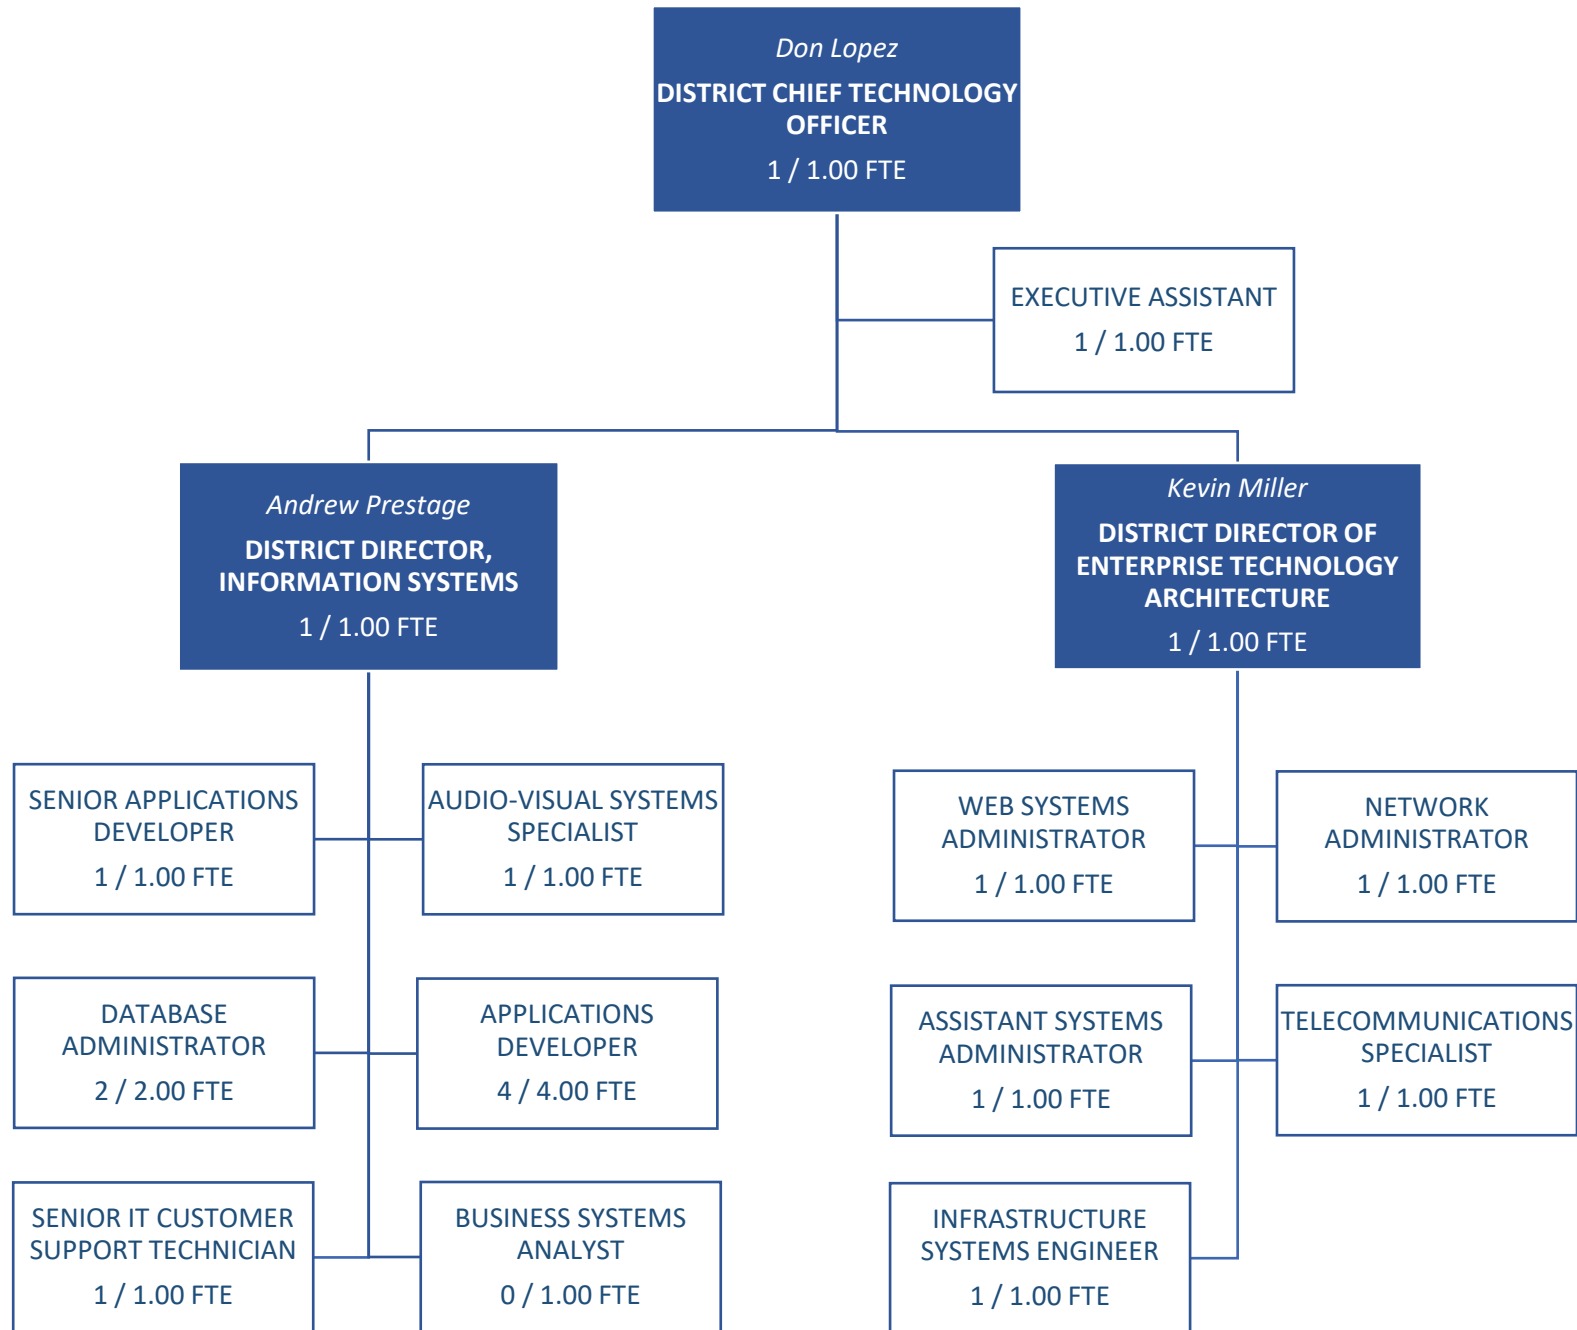 Don Lopez
DISTRICT CHIEF TECHNOLOGY
OFFICER
1 / 1.00 FTE
EXECUTIVE ASSISTANT
1 / 1.00 FTE
Andrew Prestage
DISTRICT DIRECTOR,
INFORMATION SYSTEMS
1 / 1.00 FTE
Kevin Miller
DISTRICT DIRECTOR OF
ENTERPRISE TECHNOLOGY
ARCHITECTURE
1 / 1.00 FTE
SENIOR APPLICATIONS
DEVELOPER
1 / 1.00 FTE
AUDIO-VISUAL SYSTEMS
SPECIALIST
1 / 1.00 FTE
WEB SYSTEMS
ADMINISTRATOR
1 / 1.00 FTE
NETWORK
ADMINISTRATOR
1 / 1.00 FTE
DATABASE
ADMINISTRATOR
2 / 2.00 FTE
APPLICATIONS
DEVELOPER
4 / 4.00 FTE
ASSISTANT SYSTEMS
ADMINISTRATOR
1 / 1.00 FTE
TELECOMMUNICATIONS
SPECIALIST
1 / 1.00 FTE
SENIOR IT CUSTOMER
SUPPORT TECHNICIAN
1 / 1.00 FTE
BUSINESS SYSTEMS
ANALYST
0 / 1.00 FTE
INFRASTRUCTURE
SYSTEMS ENGINEER
1 / 1.00 FTE